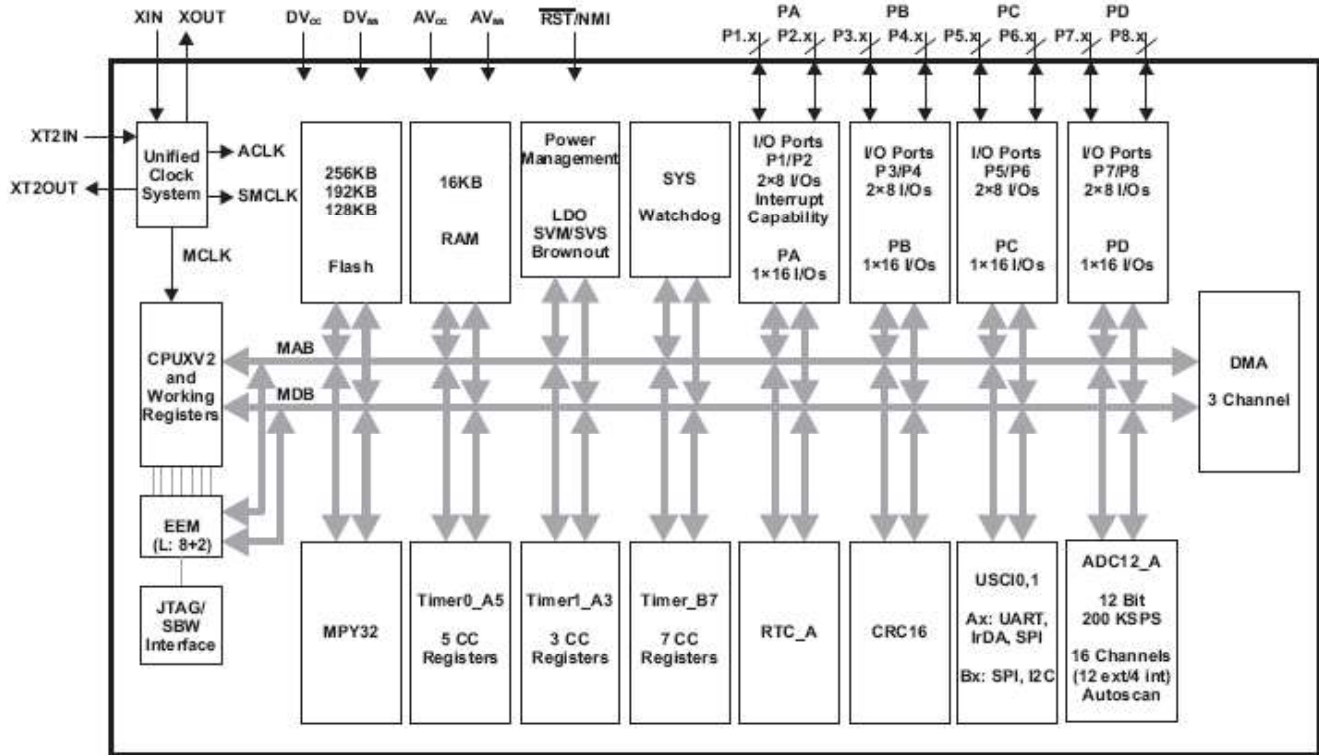 XIN XOUT DVcc DVss AVcc AVss RST/NMI PA PB PC PD
P1.x P2.x P3.x P4.x P5.x P6.x P7.x P8.x
XT2IN
XT2OUT
Unified
Clock
System
ACLK
SMCLK
MCLK
256KB
192KB
128KB
Flash
16KB
RAM
Power
Management
LDO
SVM/SVS
Brownout
SYS
Watchdog
I/O Ports
P1/P2
2×8 I/Os
Interrupt
Capability
PA
1×16 I/Os
I/O Ports
P3/P4
2×8 I/Os
PB
1×16 I/Os
I/O Ports
P5/P6
2×8 I/Os
PC
1×16 I/Os
I/O Ports
P7/P8
2×8 I/Os
PD
1×16 I/Os
CPUXV2
and
Working
Registers
MAB
MDB
DMA
3 Channel
EEM
(L: 8+2)
JTAG/
SBW
Interface
MPY32
Timer0_A5
5 CC
Registers
Timer1_A3
3 CC
Registers
Timer_B7
7 CC
Registers
RTC_A
CRC16
USCI0,1
Ax: UART,
IrDA, SPI
Bx: SPI, I2C
ADC12_A
12 Bit
200 KSPS
16 Channels
(12 ext/4 int)
Autoscan